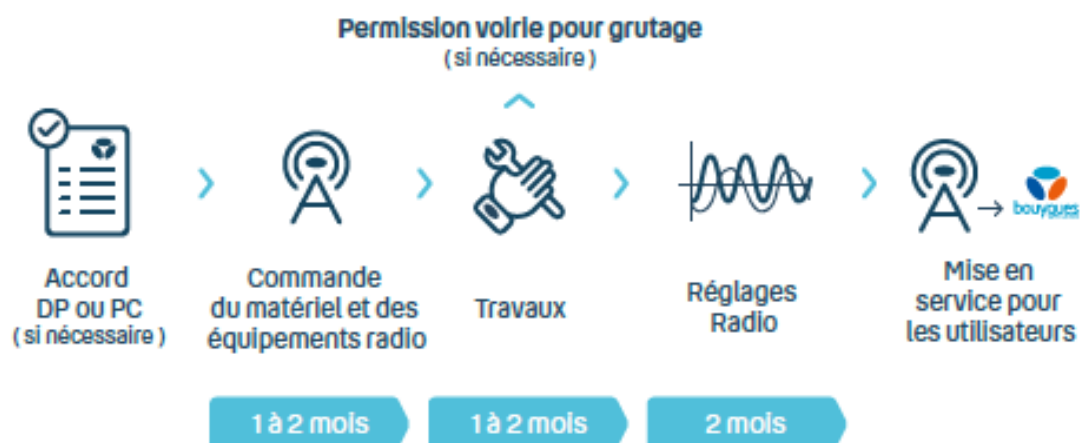 Permission voirie pour grutage
( si nécessaire )
Accord
DP ou PC
( si nécessaire )
Commande
du matériel et des
équipements radio
Travaux
Réglages
Radio
bouygues
Mise en
service pour
les utilisateurs
1 à 2 mois
1 à 2 mois
2 mois